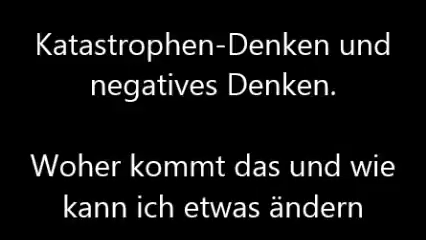 Katastrophen-Denken und
negatives Denken.
Woher kommt das und wie
kann ich etwas ändern